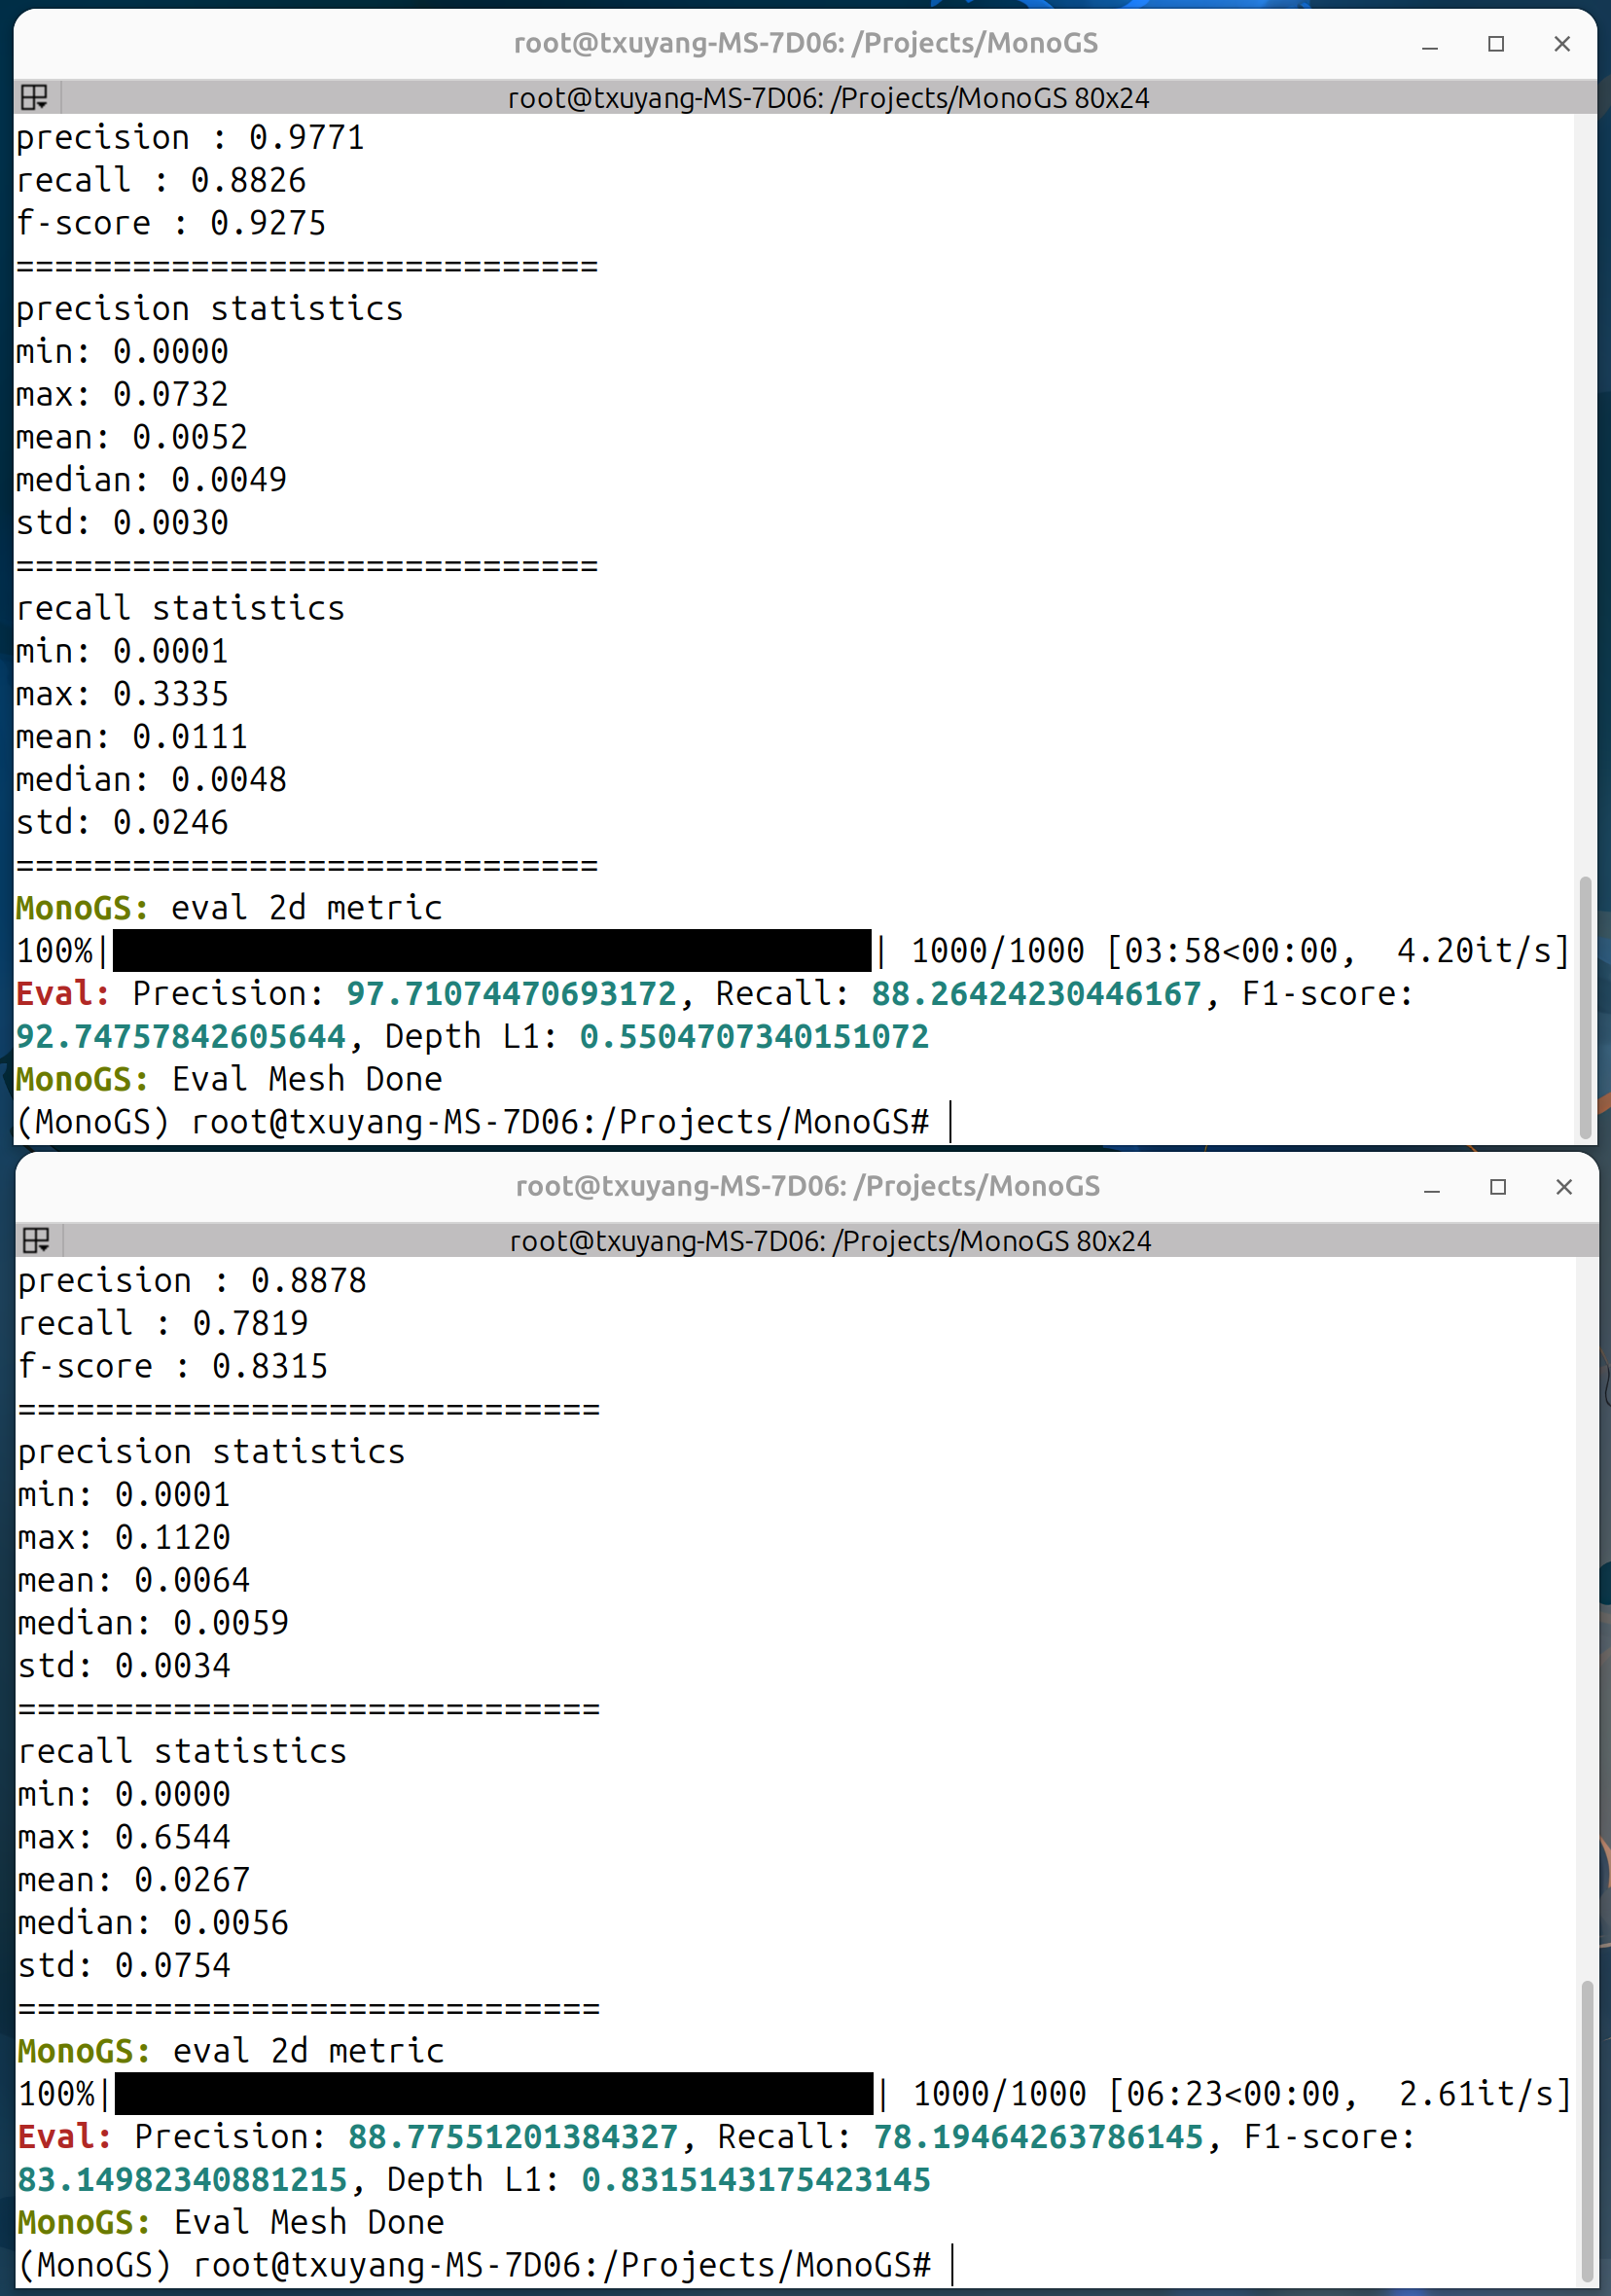 root@txuyang-MS-7D06: /Projects/MonoGS
root@txuyang-MS-7D06: /Projects/MonoGS 80x24
precision : 0.9771
recall : 0.8826
f-score : 0.9275
==============================
precision statistics
min: 0.0000
max: 0.0732
mean: 0.0052
median: 0.0049
std: 0.0030
==============================
recall statistics
min: 0.0001
max: 0.3335
mean: 0.0111
median: 0.0048
std: 0.0246
==============================
MonoGS: eval 2d metric
100%|███████████████████████████████████████| 1000/1000 [03:58<00:00,  4.20it/s]
Eval: Precision: 97.71074470693172, Recall: 88.26424230446167, F1-score:
92.74757842605644, Depth L1: 0.5504707340151072
MonoGS: Eval Mesh Done
(MonoGS) root@txuyang-MS-7D06:/Projects/MonoGS#
root@txuyang-MS-7D06: /Projects/MonoGS
root@txuyang-MS-7D06: /Projects/MonoGS 80x24
precision : 0.8878
recall : 0.7819
f-score : 0.8315
==============================
precision statistics
min: 0.0001
max: 0.1120
mean: 0.0064
median: 0.0059
std: 0.0034
==============================
recall statistics
min: 0.0000
max: 0.6544
mean: 0.0267
median: 0.0056
std: 0.0754
==============================
MonoGS: eval 2d metric
100%|███████████████████████████████████████| 1000/1000 [06:23<00:00,  2.61it/s]
Eval: Precision: 88.77551201384327, Recall: 78.19464263786145, F1-score:
83.14982340881215, Depth L1: 0.8315143175423145
MonoGS: Eval Mesh Done
(MonoGS) root@txuyang-MS-7D06:/Projects/MonoGS#